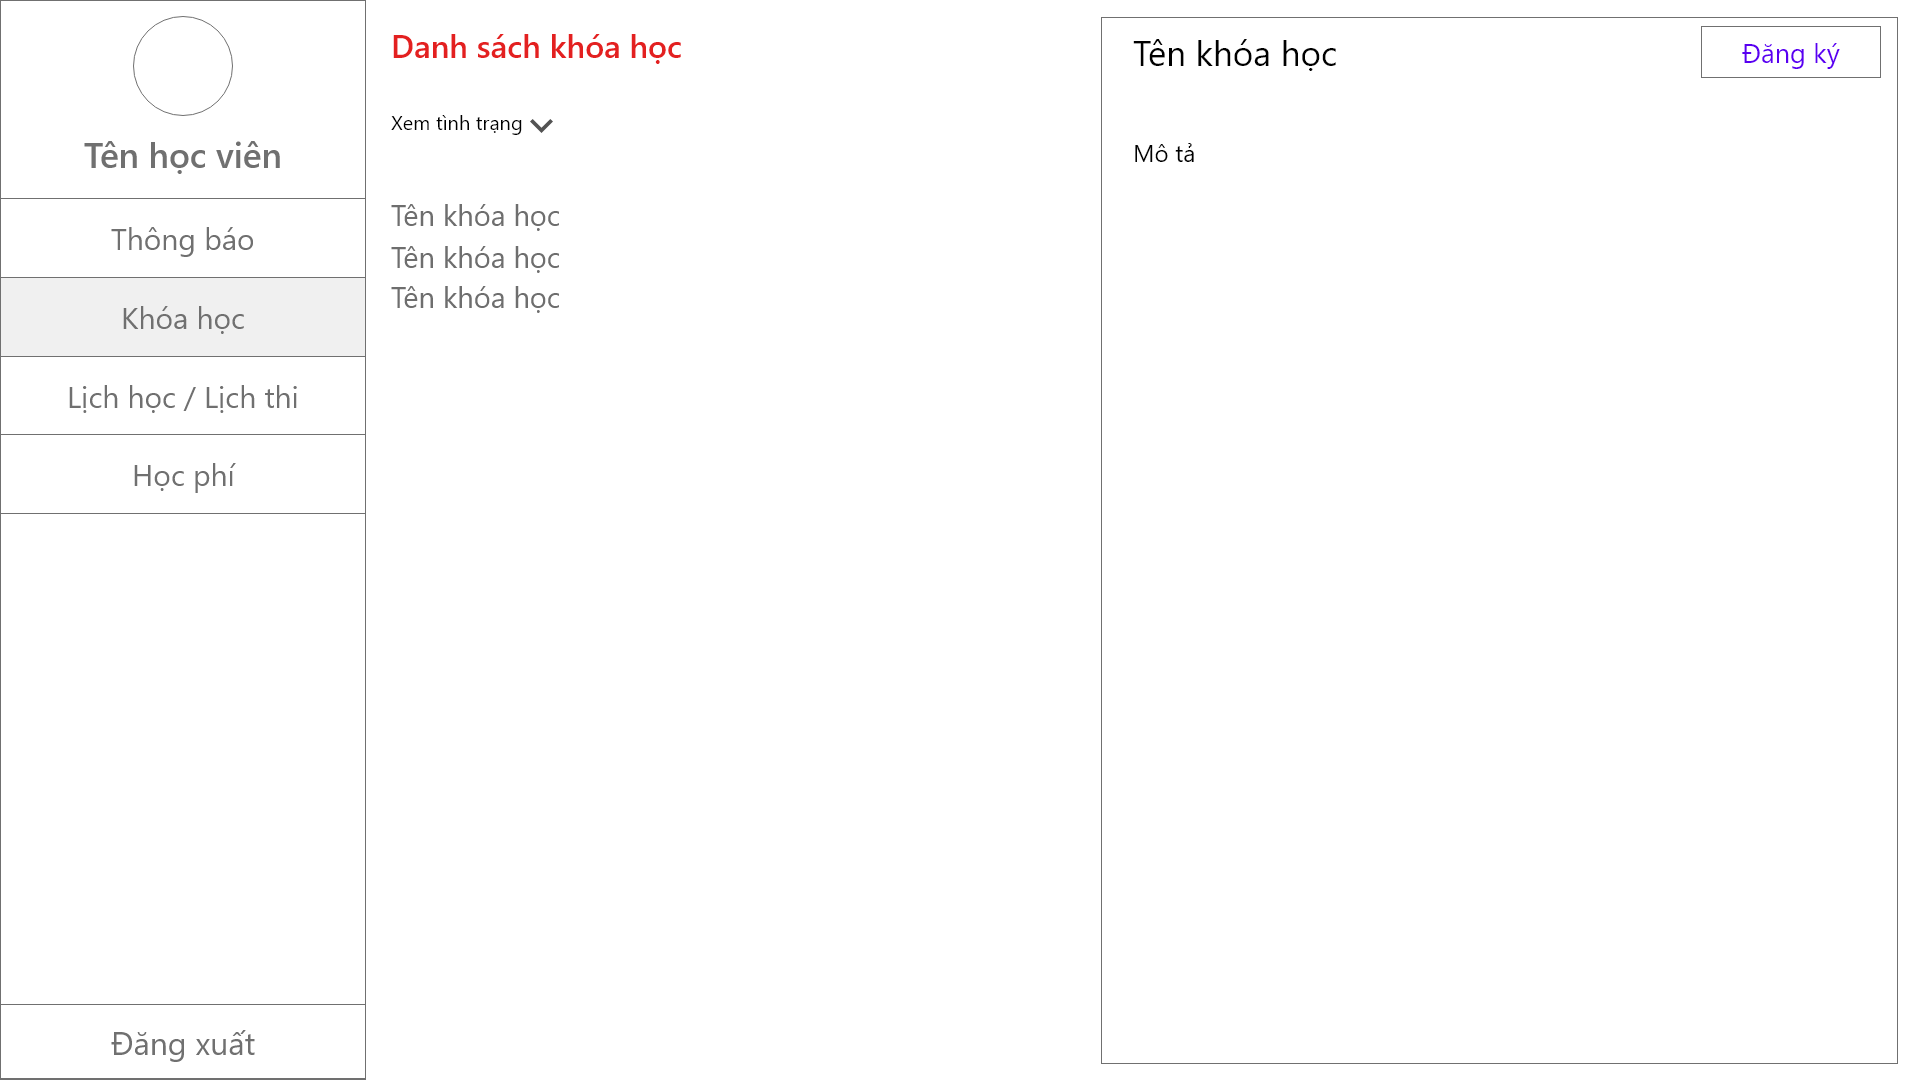 Tên học viên
Thông báo
Khóa học
Lịch học / Lịch thi
Học phí
Đăng xuất
Danh sách khóa học
Xem tình trạng
Tên khóa học
Tên khóa học
Tên khóa học
Tên khóa học
Đăng ký
Mô tả